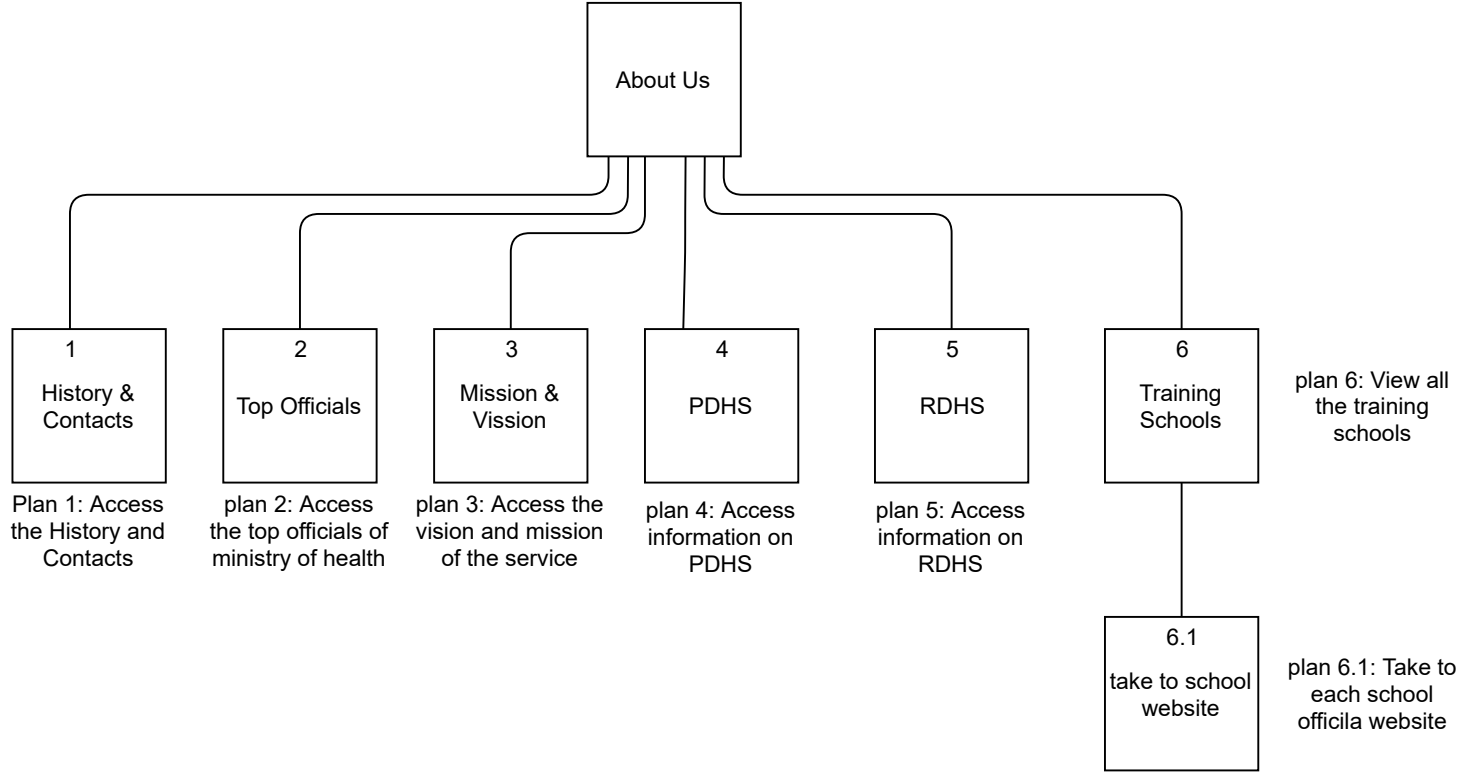 About Us
1
History &
Contacts
2
Top Officials
3
Mission &
Vission
4
PDHS
5
RDHS
6
Training
Schools
plan 6: View all
the training
schools
Plan 1: Access
the History and
Contacts
plan 2: Access
the top officials of
ministry of health
plan 3: Access the
vision and mission
of the service
plan 4: Access
information on
PDHS
plan 5: Access
information on
RDHS
6.1
take to school
website
plan 6.1: Take to
each school
officila website